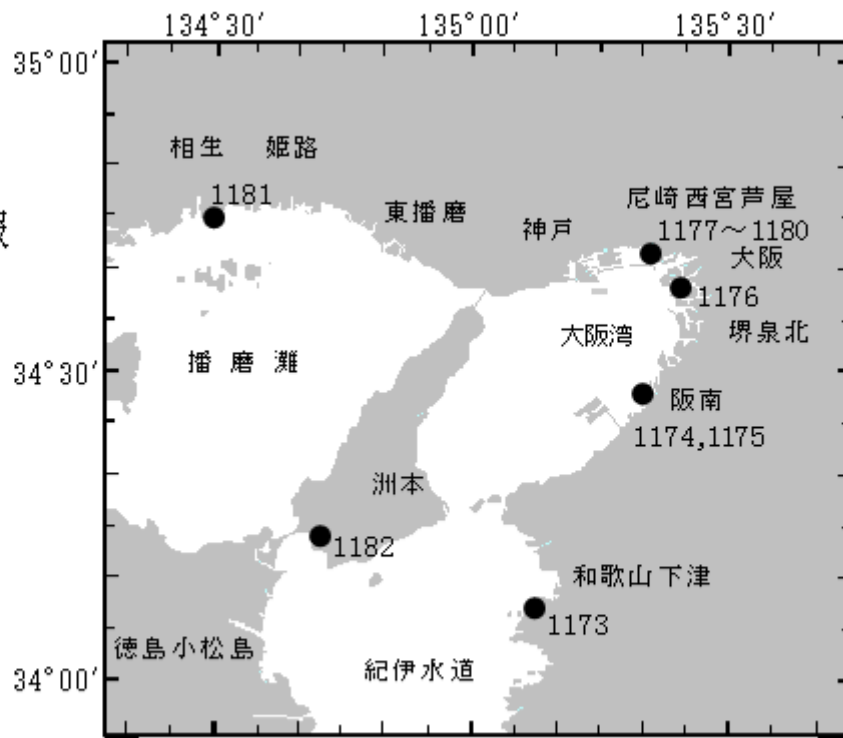 134°30′ 135°00′ 135°30′
35°00′
相生 姫路
1181
東播磨
尼崎西宮芦屋
神戸
1177～1180
大阪
1176
堺泉北
大阪湾
播磨灘
34°30′
阪南
1174,1175
洲本
1182
和歌山下津
1173
徳島小松島
紀伊水道
34°00′